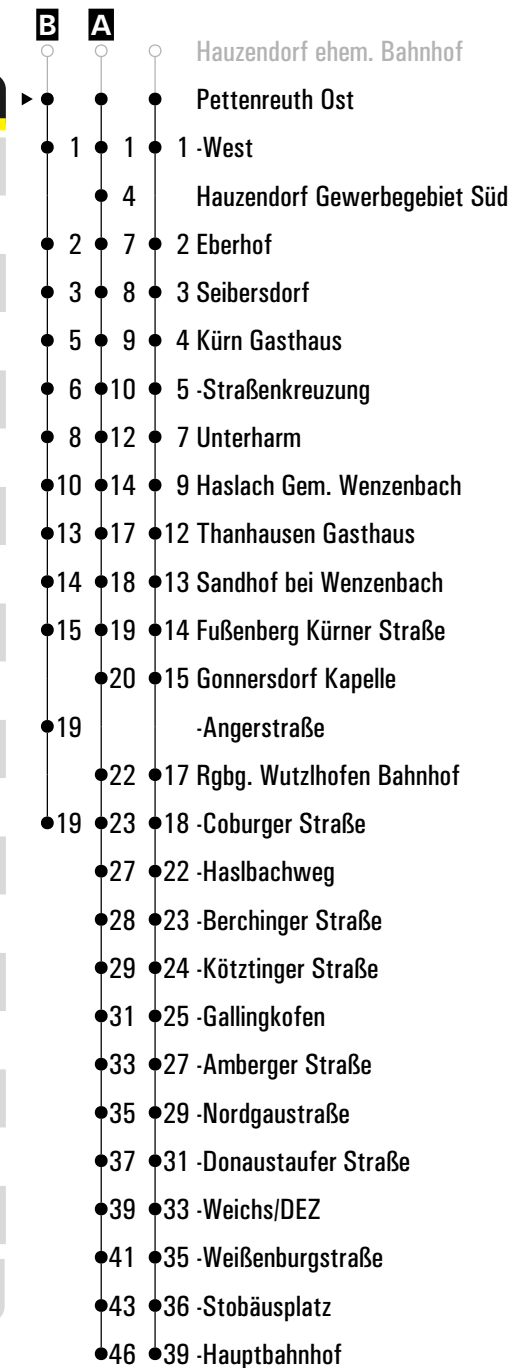 B A
Hauzendorf ehem. Bahnhof
Pettenreuth Ost
1 1 1 -West
4 Hauzendorf Gewerbegebiet Süd
2 7 2 Eberhof
3 8 3 Seibersdorf
5 9 4 Kürn Gasthaus
6 10 5 -Straßenkreuzung
8 12 7 Unterharm
10 14 9 Haslach Gem. Wenzenbach
13 17 12 Thanhausen Gasthaus
14 18 13 Sandhof bei Wenzenbach
15 19 14 Fußenberg Kürner Straße
20 15 Gonnersdorf Kapelle
19 -Angerstraße
22 17 Rgbg. Wutzlhofen Bahnhof
19 23 18 -Coburger Straße
27 22 -Haslbachweg
28 23 -Berchinger Straße
29 24 -Kötztinger Straße
31 25 -Gallingkofen
33 27 -Amberger Straße
35 29 -Nordgaustraße
37 31 -Donaustaufer Straße
39 33 -Weichs/DEZ
41 35 -Weißenburgstraße
43 36 -Stobäusplatz
46 39 -Hauptbahnhof